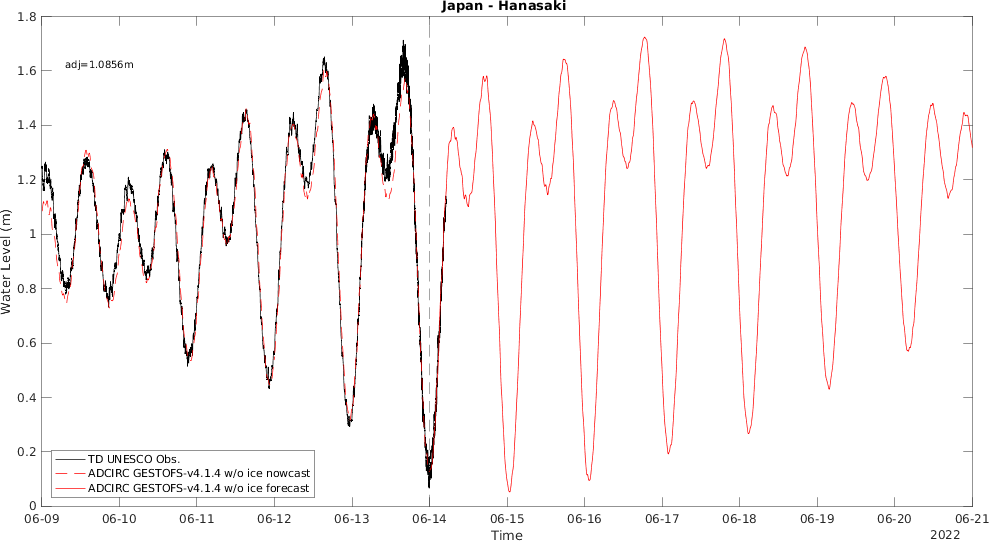 Japan - Hanasaki
adj=1.0856m
Water Level (m)
1.8
1.6
1.4
1.2
1
0.8
0.6
0.4
0.2
0
TD UNESCO Obs.
ADCIRC GESTOFS-v4.1.4 w/o ice nowcast
ADCIRC GESTOFS-v4.1.4 w/o ice forecast
06-09 06-10 06-11 06-12 06-13 06-14 06-15 06-16 06-17 06-18 06-19 06-20 06-21
Time
2022